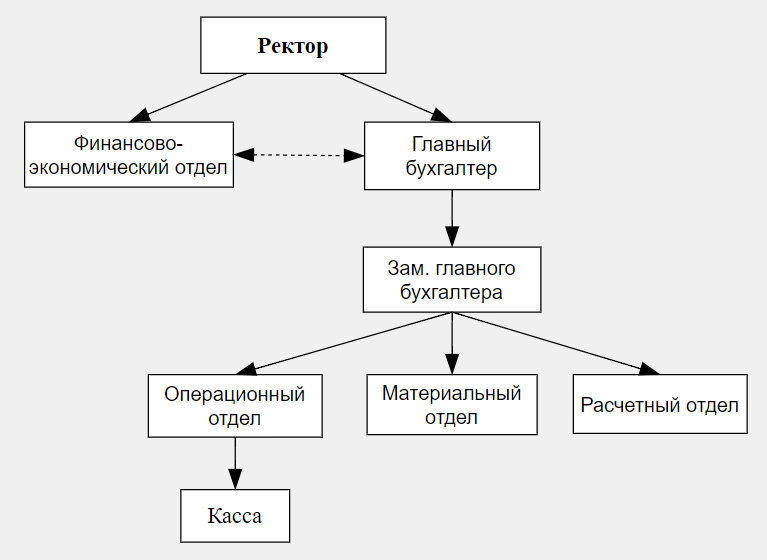 Ректор
Финансово-
экономический отдел
Главный
бухгалтер
Зам. главного
бухгалтера
Операционный
отдел
Материальный
отдел
Расчетный отдел
Касса